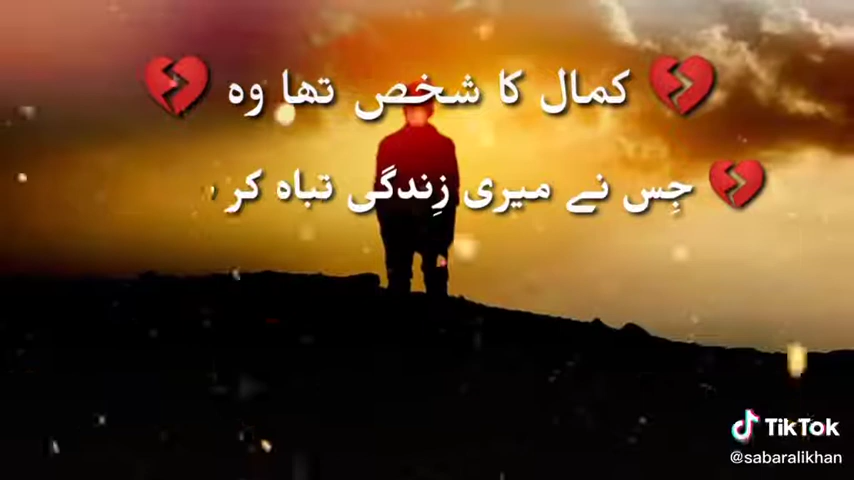 💔 کمال کا شخص تھا وہ 💔
💔 جِس نے میری زِندگی تباہ کر
TikTok
@sabaralikhan